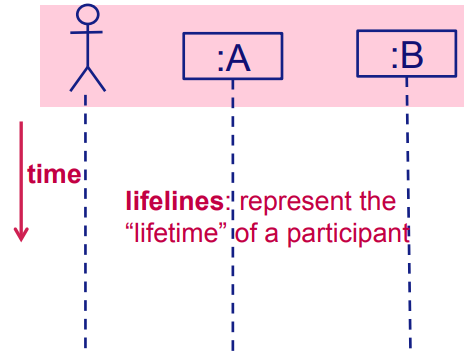 :A
:B
time
lifelines: represent the
“lifetime” of a participant